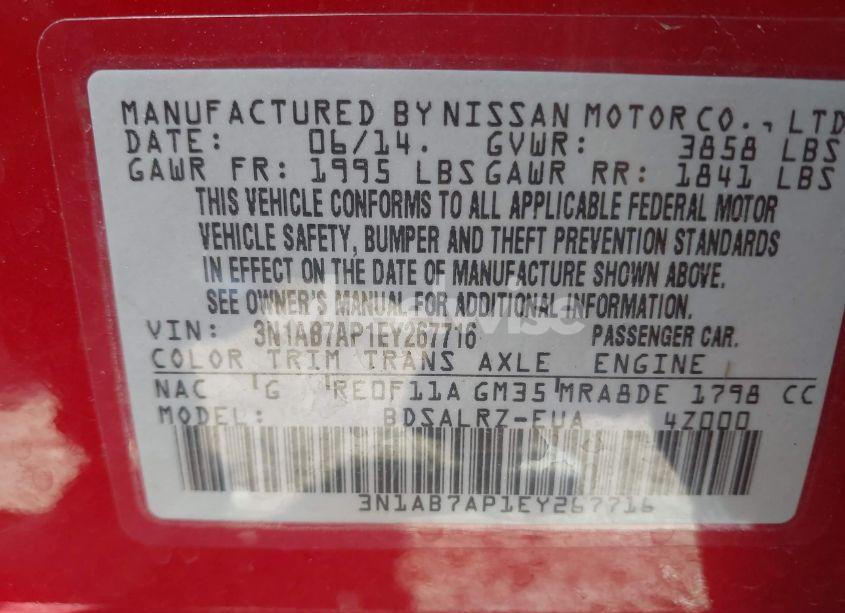 MANUFACTURED BY NISSAN MOTOR CO., LTD
DATE: 06/14. GVWR: 3858 LBS
GAWR FR: 1995 LBS GAWR RR: 1841 LBS
THIS VEHICLE CONFORMS TO ALL APPLICABLE FEDERAL MOTOR
VEHICLE SAFETY, BUMPER AND THEFT PREVENTION STANDARDS
IN EFFECT ON THE DATE OF MANUFACTURE SHOWN ABOVE.
SEE OWNER'S MANUAL FOR ADDITIONAL INFORMATION.
VIN: 3N1AB7AP1EY267716 PASSENGER CAR.
COLOR TRIM TRANS AXLE ENGINE
NAC G RE0F11A GM35 MRA8DE 1798 CC
MODEL: BDSALRZ-EUA 4Z000
3N1AB7AP1EY267716